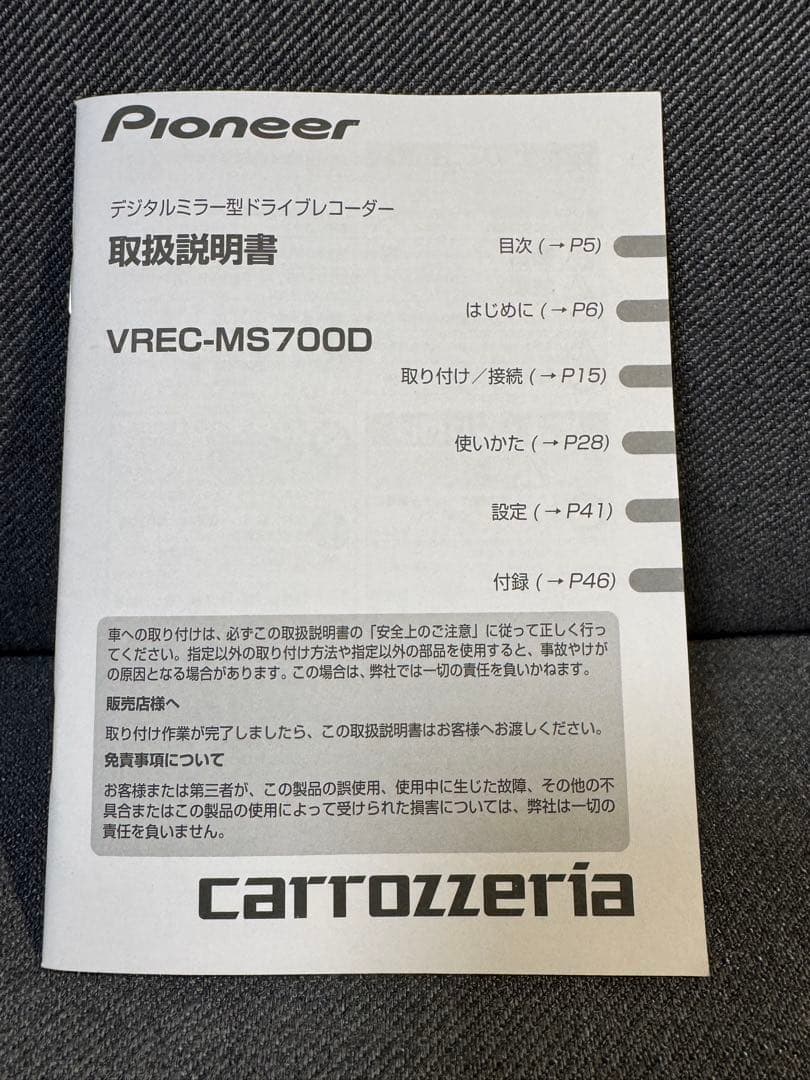 Pioneer
デジタルミラー型ドライブレコーダー
取扱説明書
VREC-MS700D
目次 (→P5)
はじめに (→P6)
取り付け／接続 (→P15)
使いかた (→P28)
設定 (→P41)
付録 (→P46)
車への取り付けは、必ずこの取扱説明書の「安全上のご注意」に従って正しく行っ
てください。指定以外の取り付け方法や指定以外の部品を使用すると、事故やけが
の原因となる場合があります。この場合は、弊社では一切の責任を負いかねます。
販売店様へ
取り付け作業が完了しましたら、この取扱説明書はお客様へお渡しください。
免責事項について
お客様または第三者が、この製品の誤使用、使用中に生じた故障、その他の不
具合またはこの製品の使用によって受けられた損害については、弊社は一切の
責任を負いません。
carrozzeria